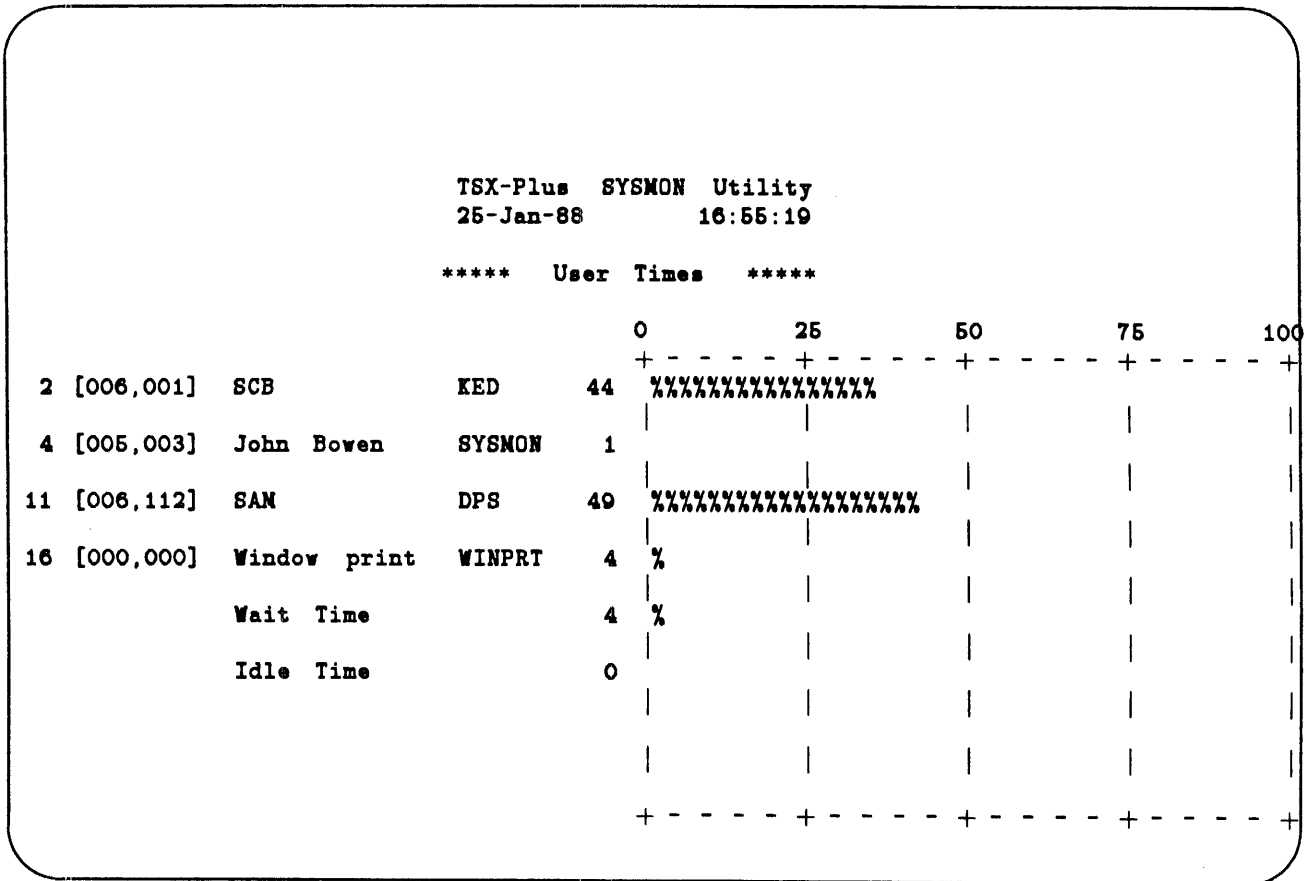 TSX-Plus SYSMON Utility
25-Jan-88 16:55:19
***** User Times *****
0 25 50 75 100
+ - - - - + - - - - + - - - - + - - - - +
2 [006,001] SCB KED 44 %%%%%%%%%%%%%%%%
4 [005,003] John Bowen SYSMON 1
11 [006,112] SAM DPS 49 %%%%%%%%%%%%%%%%%%%
16 [000,000] Window print WINPRT 4 %
Wait Time 4 %
Idle Time 0
+ - - - - + - - - - + - - - - + - - - - +